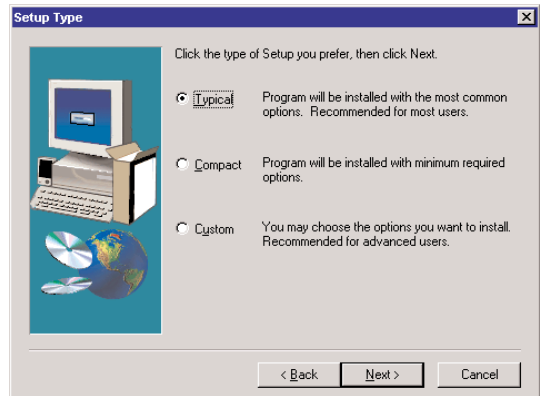 Setup Type
Click the type of Setup you prefer, then click Next.
Typical Program will be installed with the most common
options. Recommended for most users.
Compact Program will be installed with minimum required
options.
Custom You may choose the options you want to install.
Recommended for advanced users.
< Back Next > Cancel